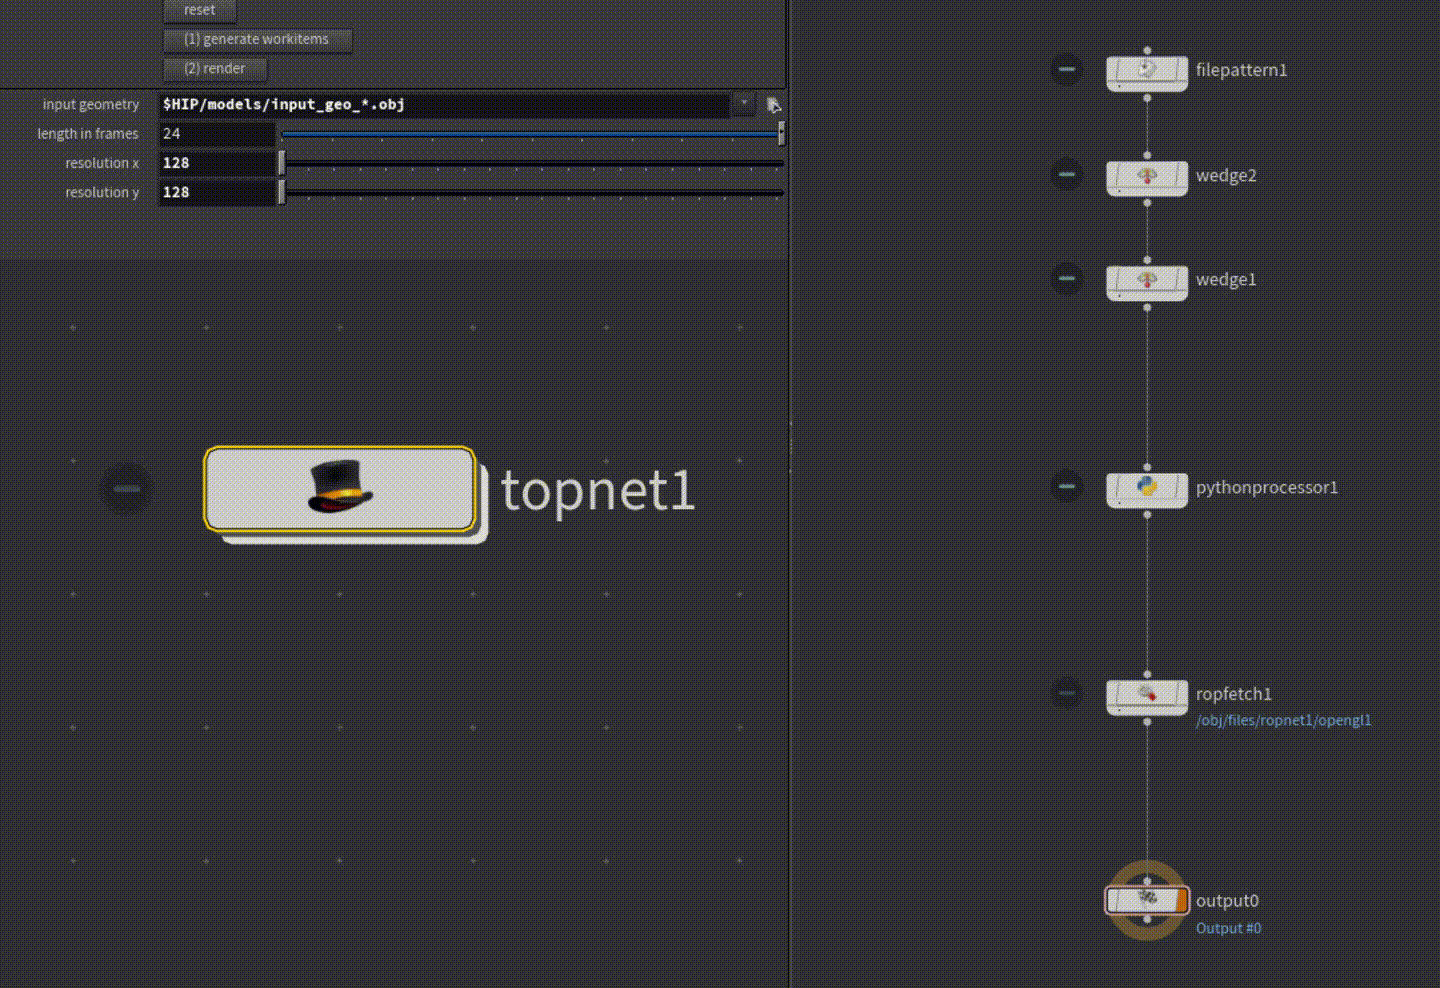 reset
(1) generate workitems
(2) render
input geometry $HIP/models/input_geo_*.obj
length in frames 24
resolution x 128
resolution y 128
topnet1
filepattern1
wedge2
wedge1
pythonprocessor1
ropfetch1
/obj/files/ropnet1/opengl1
output0
Output #0